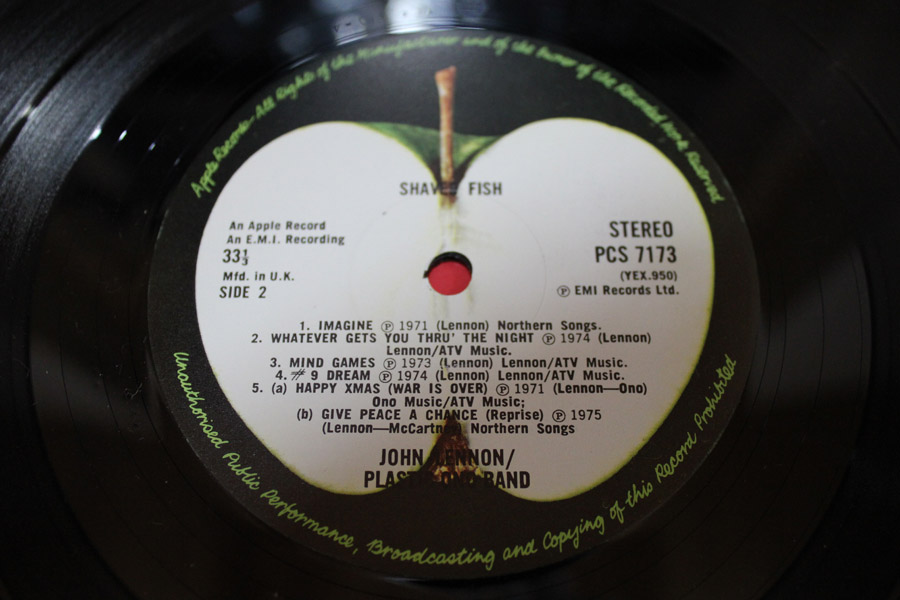 Apple Records-All Rights of the Manufacturer and of the Owner of the Recorded Work Reserved
SHAVED FISH
An Apple Record
An E.M.I. Recording
33⅓
Mfd. in U.K.
SIDE 2
STEREO
PCS 7173
(YEX.950)
Ⓟ EMI Records Ltd.
1. IMAGINE Ⓟ 1971 (Lennon) Northern Songs.
2. WHATEVER GETS YOU THRU' THE NIGHT Ⓟ 1974 (Lennon)
Lennon/ATV Music.
3. MIND GAMES Ⓟ 1973 (Lennon) Lennon/ATV Music.
4. # 9 DREAM Ⓟ 1974 (Lennon) Lennon/ATV Music.
5. (a) HAPPY XMAS (WAR IS OVER) Ⓟ 1971 (Lennon—Ono)
Ono Music/ATV Music;
(b) GIVE PEACE A CHANCE (Reprise) Ⓟ 1975
(Lennon—McCartney) Northern Songs
JOHN LENNON/
PLASTIC ONO BAND
Unauthorised Public Performance, Broadcasting and Copying of this Record Prohibited